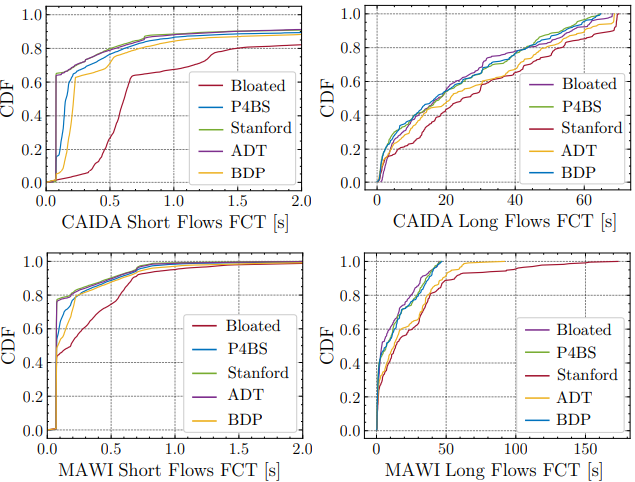 CDF
1.0
0.8
0.6
0.4
0.2
0.0
Bloated
P4BS
Stanford
ADT
BDP
0.0 0.5 1.0 1.5 2.0
CAIDA Short Flows FCT [s]
CDF
1.0
0.8
0.6
0.4
0.2
0.0
Bloated
P4BS
Stanford
ADT
BDP
0 20 40 60
CAIDA Long Flows FCT [s]
CDF
1.0
0.8
0.6
0.4
0.2
0.0
Bloated
P4BS
Stanford
ADT
BDP
0.0 0.5 1.0 1.5 2.0
MAWI Short Flows FCT [s]
CDF
1.0
0.8
0.6
0.4
0.2
0.0
Bloated
P4BS
Stanford
ADT
BDP
0 50 100 150
MAWI Long Flows FCT [s]